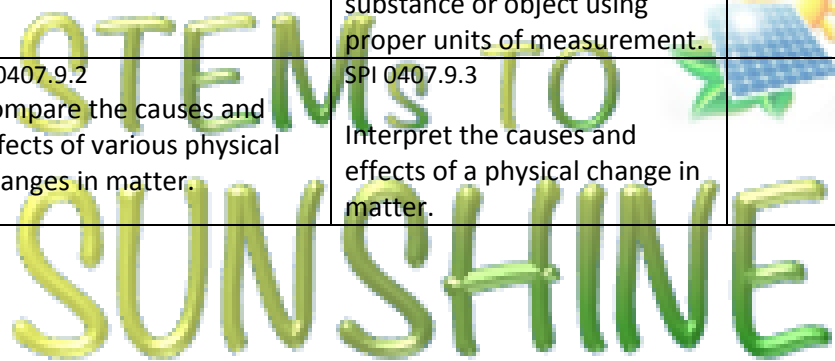 substance or object using
proper units of measurement.
0407.9.2
ompare the causes and
fects of various physical
anges in matter.
SPI 0407.9.3
Interpret the causes and
effects of a physical change in
matter.
STEMs TO
SUNSHINE